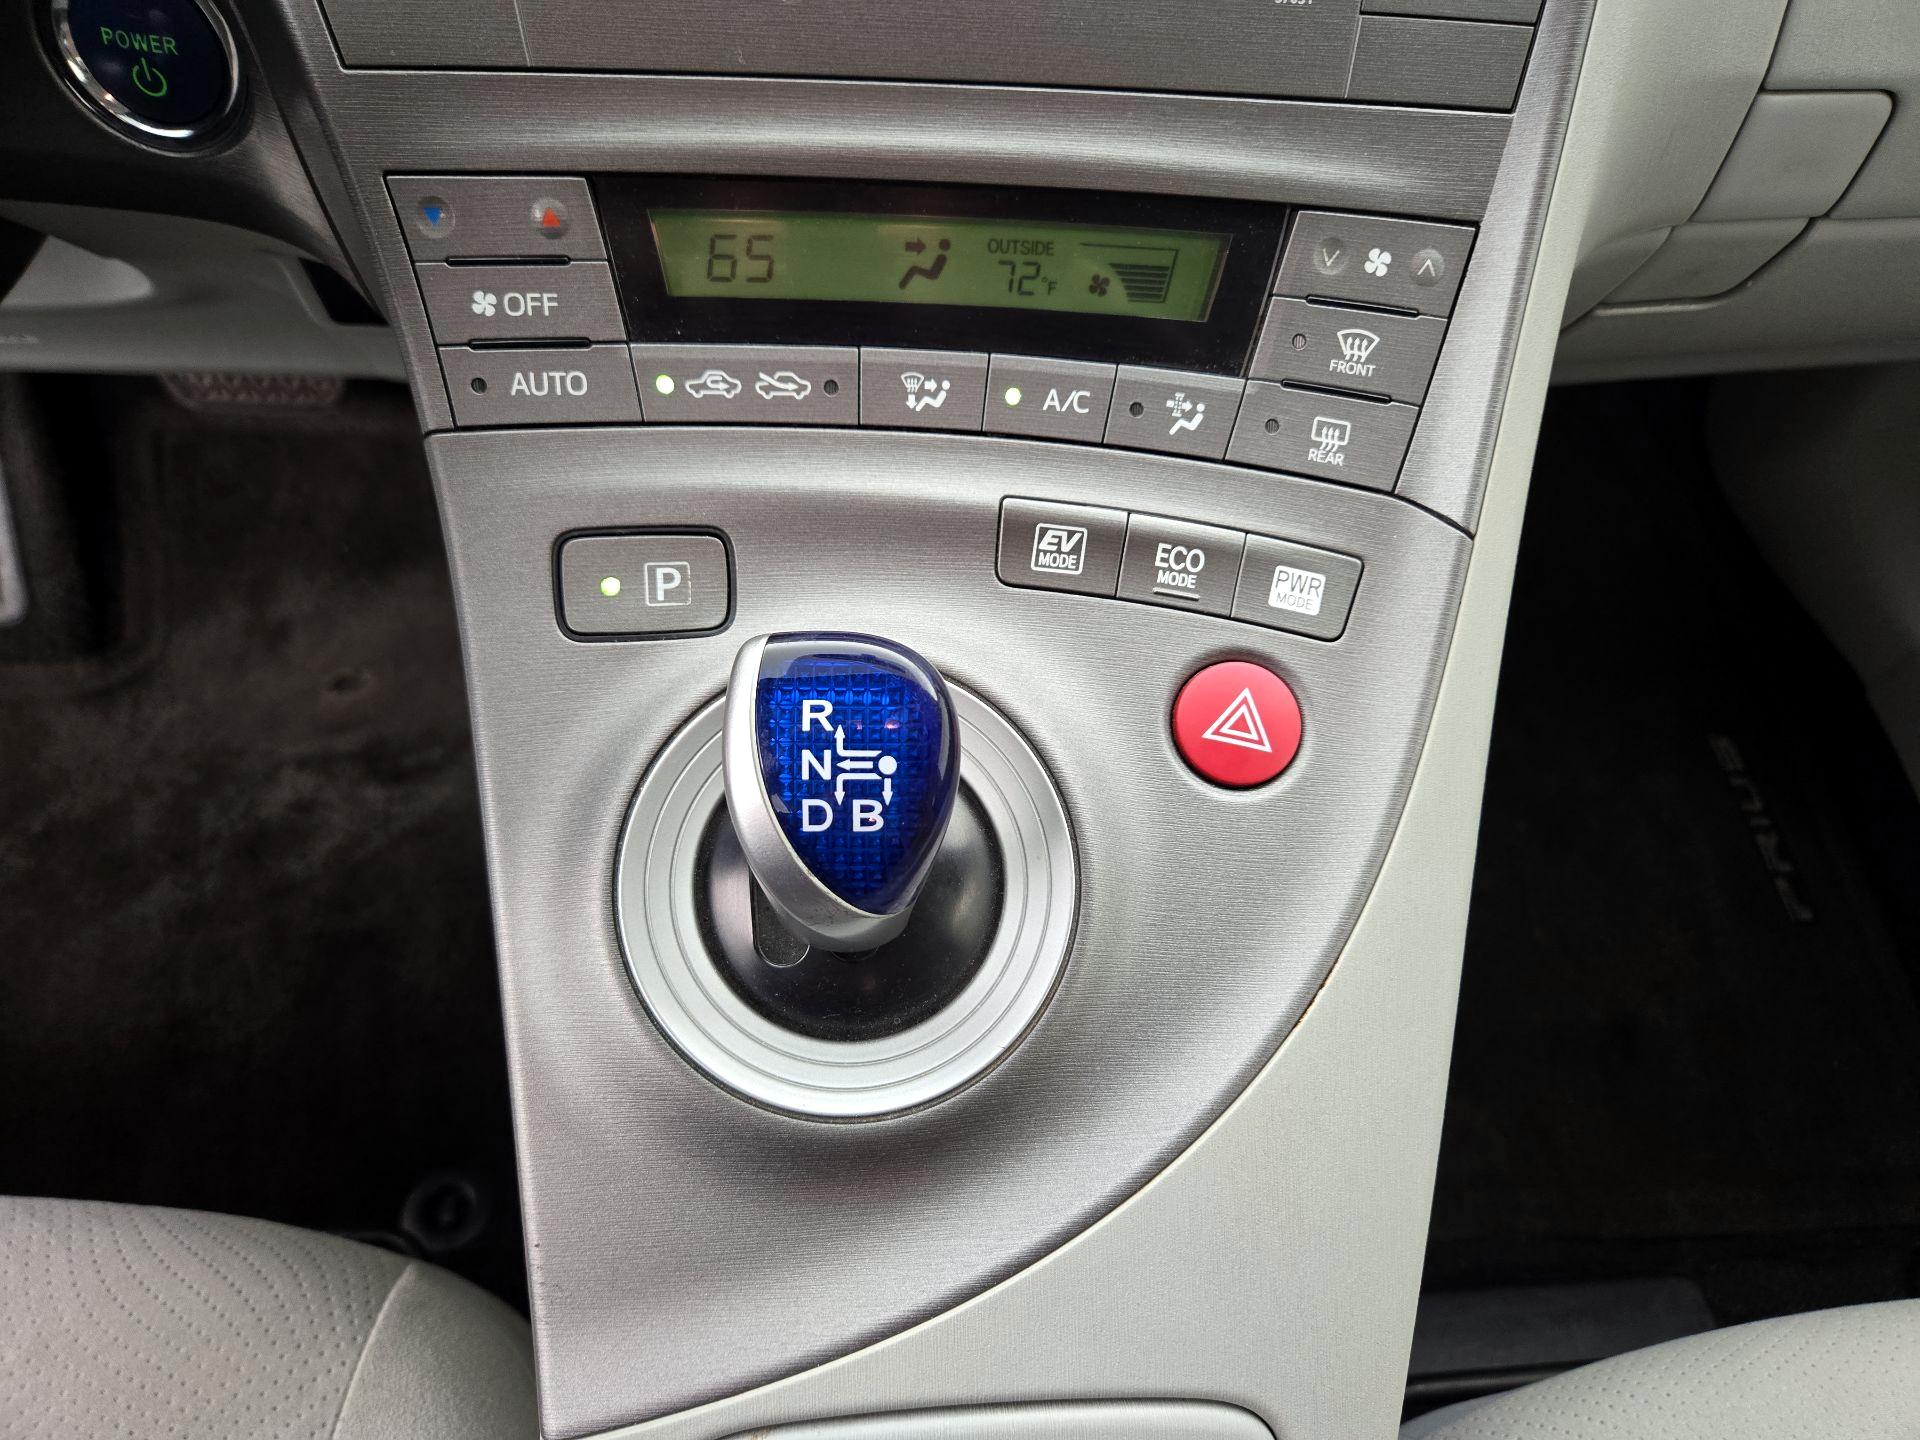 POWER
65
OUTSIDE
72°F
OFF
AUTO
A/C
FRONT
REAR
P
EV
MODE
ECO
MODE
PWR
MODE
R
N
D B
PRIUS